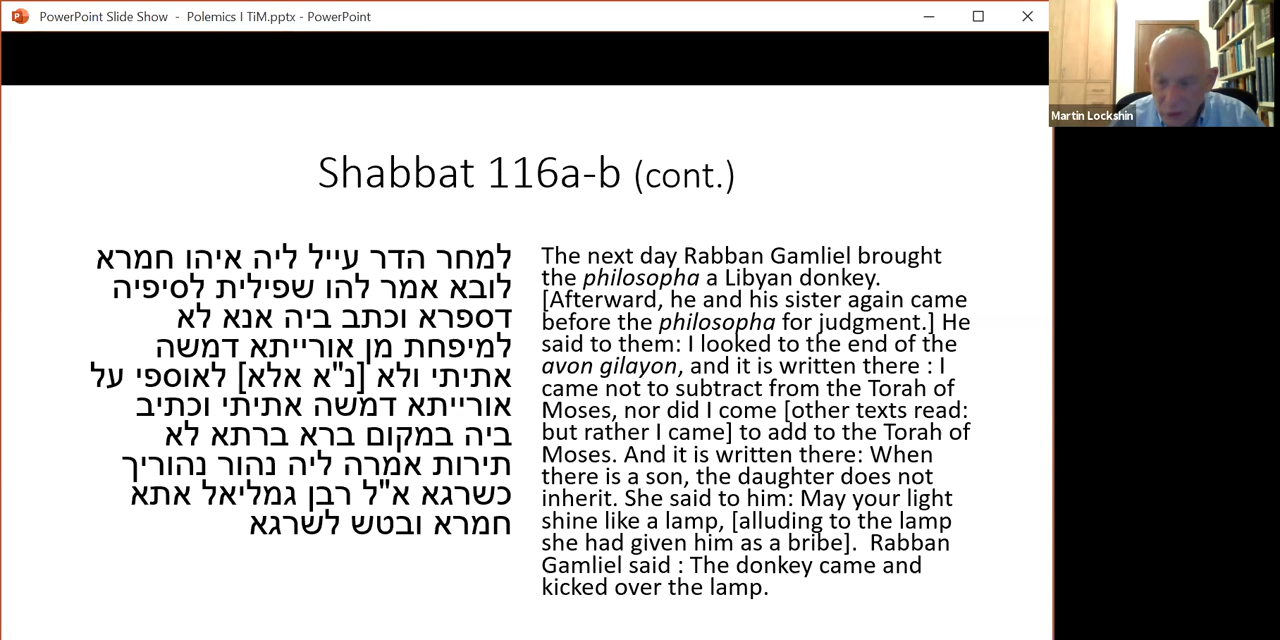 PowerPoint Slide Show - Polemics I TiM.pptx - PowerPoint
Martin Lockshin
Shabbat 116a-b (cont.)
למחר הדר עייל ליה איהו חמרא
לובא אמר להו שפילית לסיפיה
דספרא וכתב ביה אנא לא
למיפחת מן אורייתא דמשה
אתיתי ולא [נ"א אלא] לאוספי על
אורייתא דמשה אתיתי וכתיב
ביה במקום ברא ברתא לא
תירות אמרה ליה נהור נהוריך
כשרגא א"ל רבן גמליאל אתא
חמרא ובטש לשרגא
The next day Rabban Gamliel brought
the philosopha a Libyan donkey.
[Afterward, he and his sister again came
before the philosopha for judgment.] He
said to them: I looked to the end of the
avon gilayon, and it is written there : I
came not to subtract from the Torah of
Moses, nor did I come [other texts read:
but rather I came] to add to the Torah of
Moses. And it is written there: When
there is a son, the daughter does not
inherit. She said to him: May your light
shine like a lamp, [alluding to the lamp
she had given him as a bribe].  Rabban
Gamliel said : The donkey came and
kicked over the lamp.